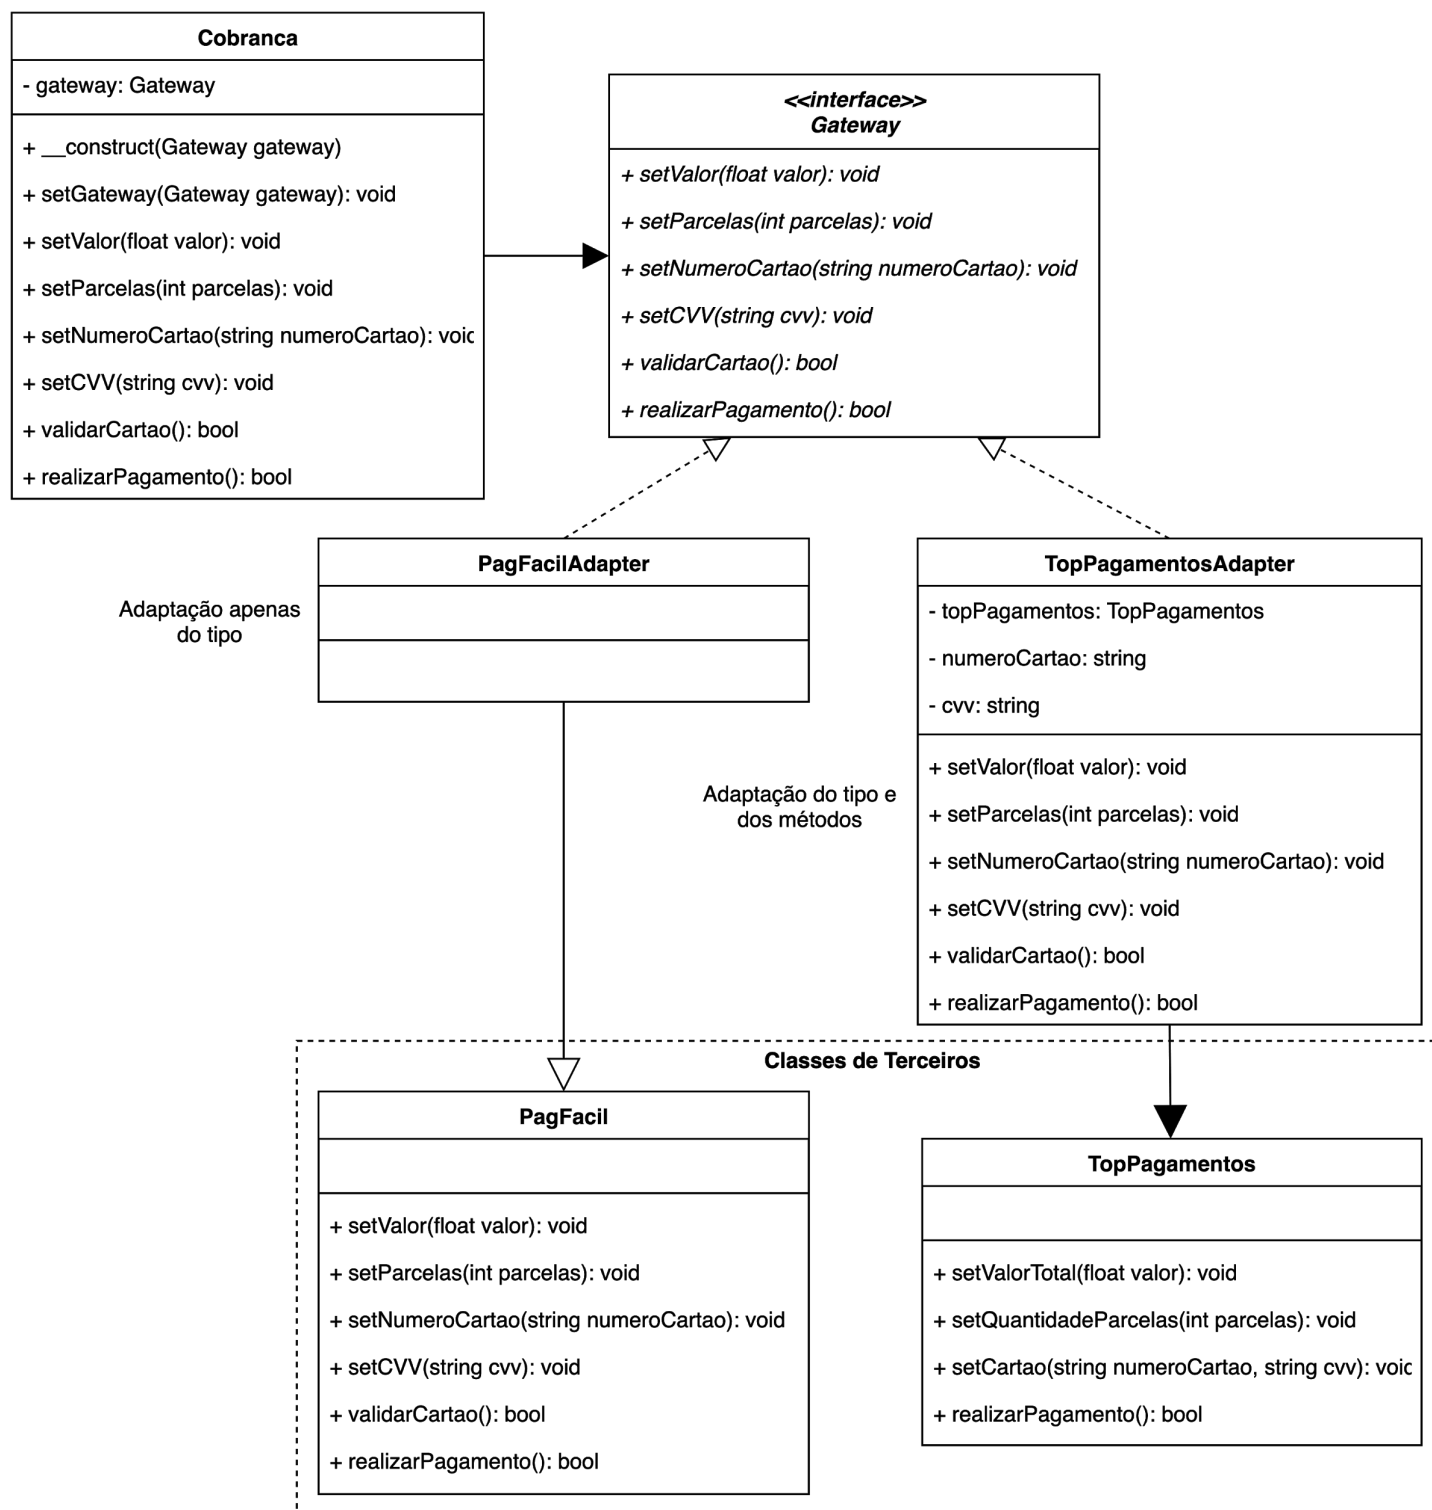 Cobranca
- gateway: Gateway
+ __construct(Gateway gateway)
+ setGateway(Gateway gateway): void
+ setValor(float valor): void
+ setParcelas(int parcelas): void
+ setNumeroCartao(string numeroCartao): void
+ setCVV(string cvv): void
+ validarCartao(): bool
+ realizarPagamento(): bool
<<interface>>
Gateway
+ setValor(float valor): void
+ setParcelas(int parcelas): void
+ setNumeroCartao(string numeroCartao): void
+ setCVV(string cvv): void
+ validarCartao(): bool
+ realizarPagamento(): bool
Adaptação apenas
do tipo
PagFacilAdapter
Adaptação do tipo e
dos métodos
TopPagamentosAdapter
- topPagamentos: TopPagamentos
- numeroCartao: string
- cvv: string
+ setValor(float valor): void
+ setParcelas(int parcelas): void
+ setNumeroCartao(string numeroCartao): void
+ setCVV(string cvv): void
+ validarCartao(): bool
+ realizarPagamento(): bool
Classes de Terceiros
PagFacil
+ setValor(float valor): void
+ setParcelas(int parcelas): void
+ setNumeroCartao(string numeroCartao): void
+ setCVV(string cvv): void
+ validarCartao(): bool
+ realizarPagamento(): bool
TopPagamentos
+ setValorTotal(float valor): void
+ setQuantidadeParcelas(int parcelas): void
+ setCartao(string numeroCartao, string cvv): void
+ realizarPagamento(): bool